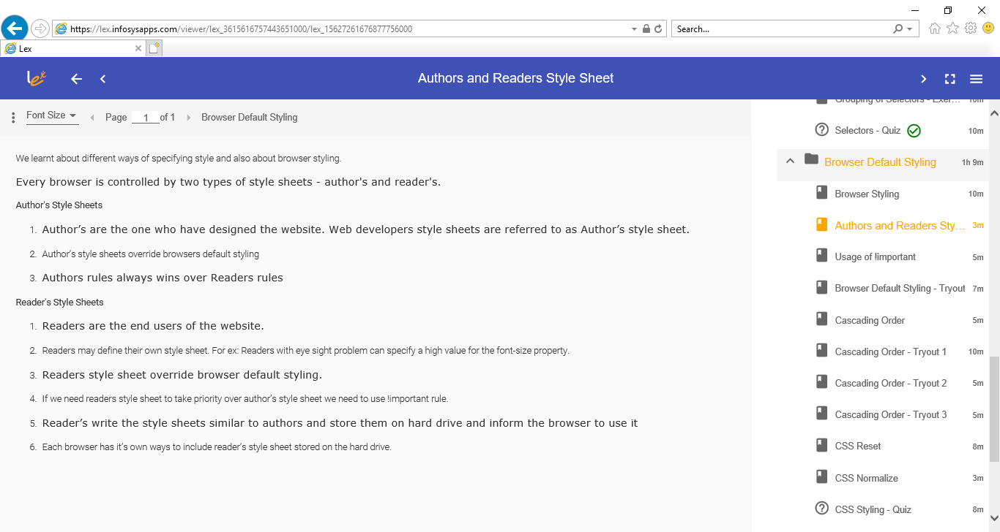 https://lex.infosysapps.com/viewer/lex_3615616757443651000/lex_15627261676877756000
Search...
Lex
lex
Authors and Readers Style Sheet
Font Size
Page 1 of 1
Browser Default Styling
We learnt about different ways of specifying style and also about browser styling.
Every browser is controlled by two types of style sheets - author's and reader's.
Author's Style Sheets
1. Author’s are the one who have designed the website. Web developers style sheets are referred to as Author’s style sheet.
2. Author’s style sheets override browsers default styling
3. Authors rules always wins over Readers rules
Reader's Style Sheets
1. Readers are the end users of the website.
2. Readers may define their own style sheet. For ex: Readers with eye sight problem can specify a high value for the font-size property.
3. Readers style sheet override browser default styling.
4. If we need readers style sheet to take priority over author’s style sheet we need to use !important rule.
5. Reader’s write the style sheets similar to authors and store them on hard drive and inform the browser to use it
6. Each browser has it’s own ways to include reader’s style sheet stored on the hard drive.
Grouping of Selectors - Exer... 10m
Selectors - Quiz 10m
Browser Default Styling 1h 9m
Browser Styling 10m
Authors and Readers Sty... 3m
Usage of !important 5m
Browser Default Styling - Tryout 7m
Cascading Order 5m
Cascading Order - Tryout 1 10m
Cascading Order - Tryout 2 5m
Cascading Order - Tryout 3 5m
CSS Reset 8m
CSS Normalize 3m
CSS Styling - Quiz 8m